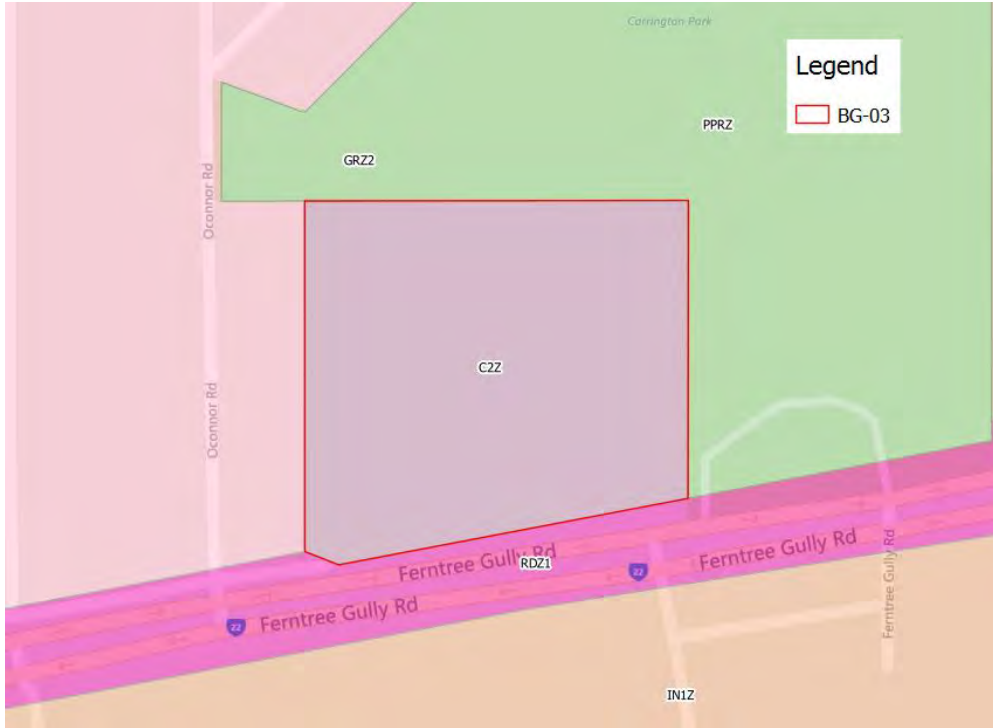 Carrington Park
Legend
BG-03
PPRZ
GRZ2
Oconnor Rd
C2Z
Oconnor Rd
Ferntree Gully Rd
RDZ1
22
Ferntree Gully Rd
Ferntree Gully Rd
22
Ferntree Gully Rd
IN1Z